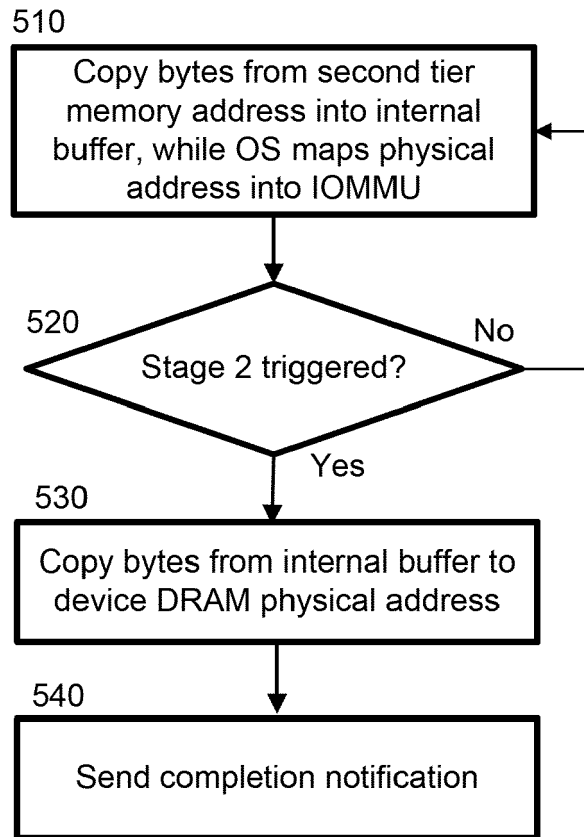 510
Copy bytes from second tier
memory address into internal
buffer, while OS maps physical
address into IOMMU
520
No
Stage 2 triggered?
Yes
530
Copy bytes from internal buffer to
device DRAM physical address
540
Send completion notification